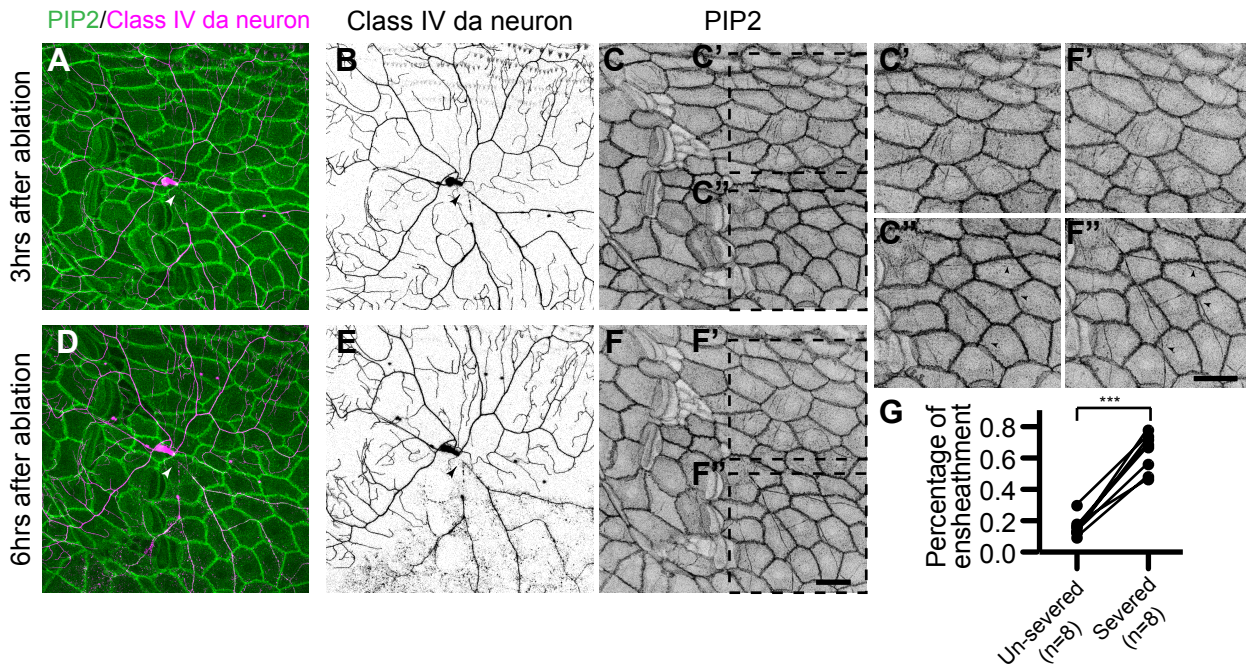 PIP2/Class IV da neuron
Class IV da neuron
PIP2
3hrs after ablation
A
B
C
C’
C’’
C’
F’
C’’
F’’
6hrs after ablation
D
E
F
F’
F’’
G
***
Percentage of
ensheathment
0.8
0.6
0.4
0.2
0.0
Un-severed
(n=8)
Severed
(n=8)